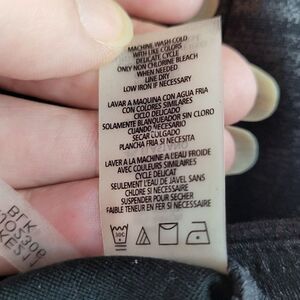 MACHINE WASH COLD
WITH LIKE COLORS
DELICATE CYCLE
ONLY NON CHLORINE BLEACH
WHEN NEEDED
LINE DRY
LOW IRON IF NECESSARY
LAVAR A MAQUINA CON AGUA FRIA
CON COLORES SIMILARES
CICLO DELICADO
SOLAMENTE BLANQUEADOR SIN CLORO
CUANDO NECESARIO
SECAR COLGADO
PLANCHA FRIA SI NECESITA
LAVER A LA MACHINE A L'EAU FROIDE
AVEC COULEURS SIMILAIRES
CYCLE DELICAT
SEULEMENT L'EAU DE JAVEL SANS
CHLORE SI NECESSAIRE
SUSPENDER POUR SECHER
FAIBLE TENEUR EN FER SI NECESSAIRE
30C
BLK